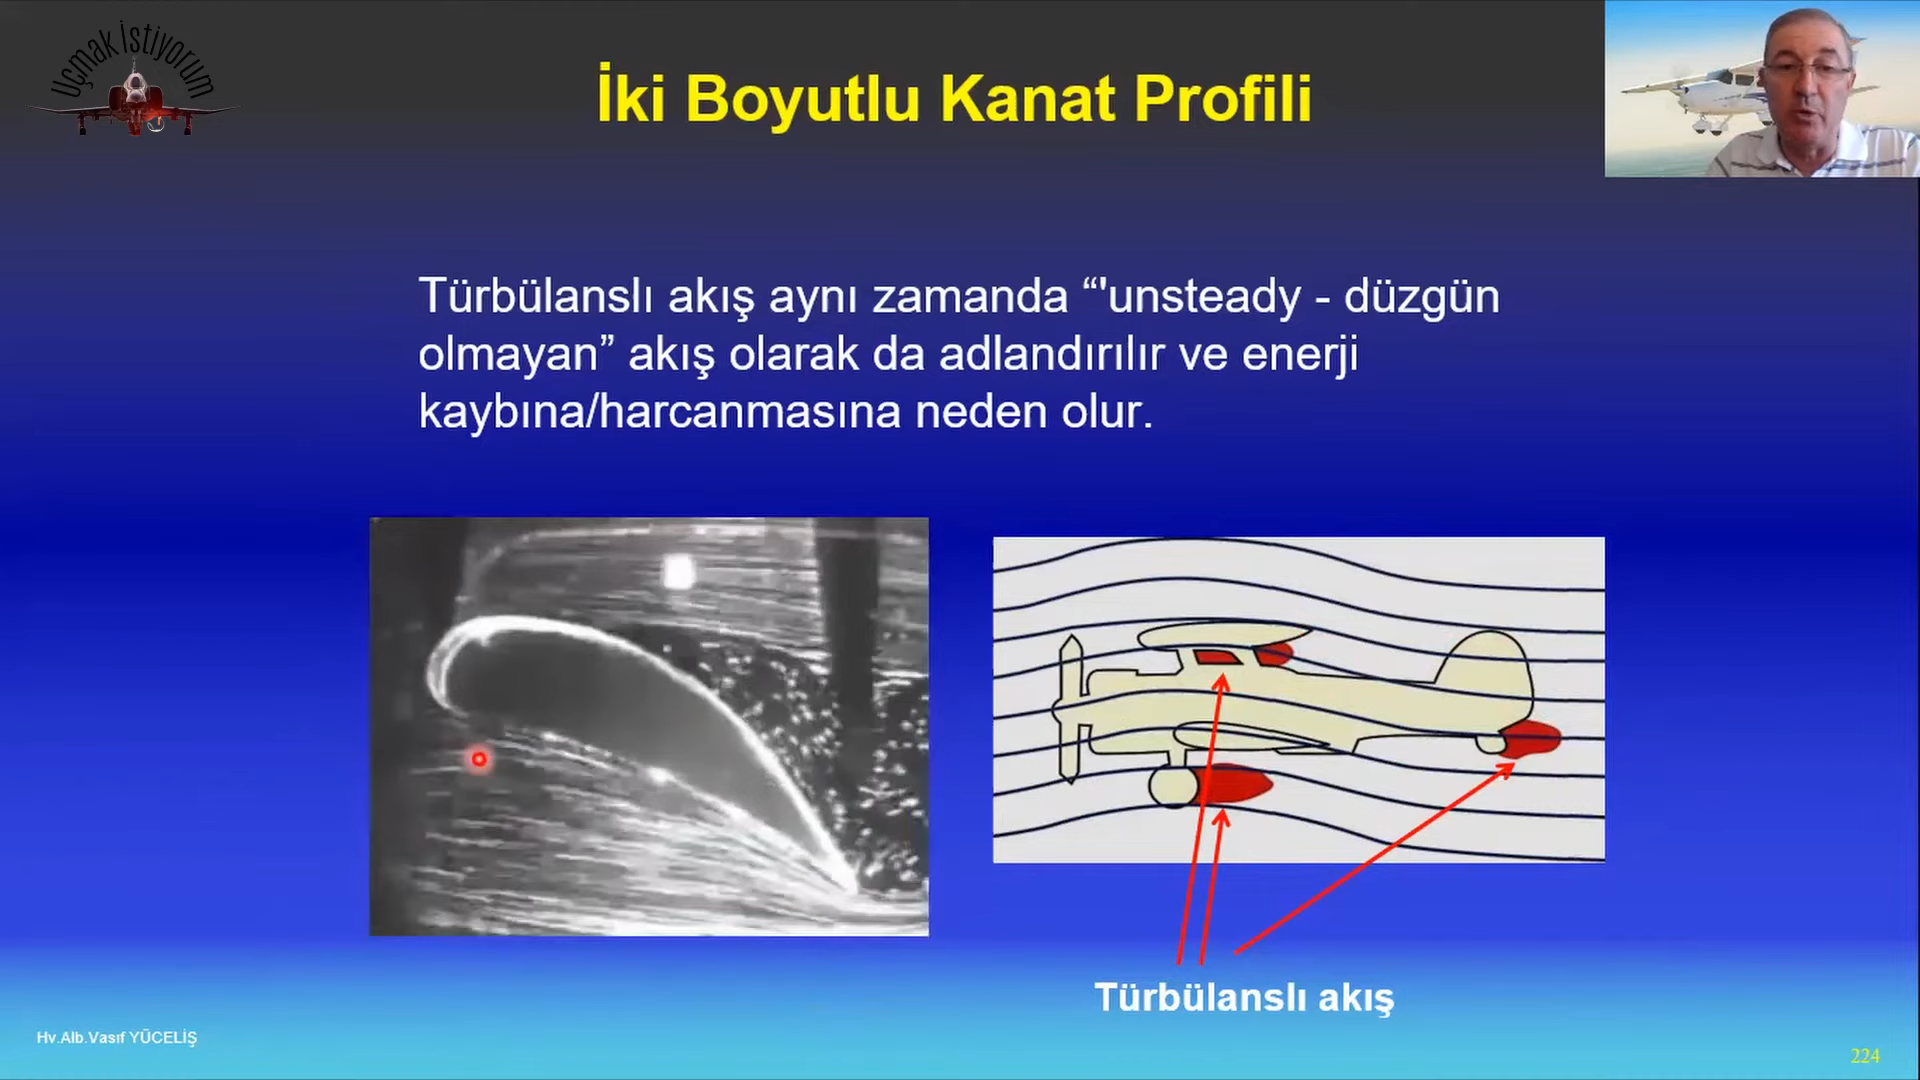 Uçmak İstiyorum
İki Boyutlu Kanat Profili
Türbülanslı akış aynı zamanda “'unsteady - düzgün
olmayan” akış olarak da adlandırılır ve enerji
kaybına/harcanmasına neden olur.
Türbülanslı akış
Hv.Alb.Vasıf YÜCELİŞ
224